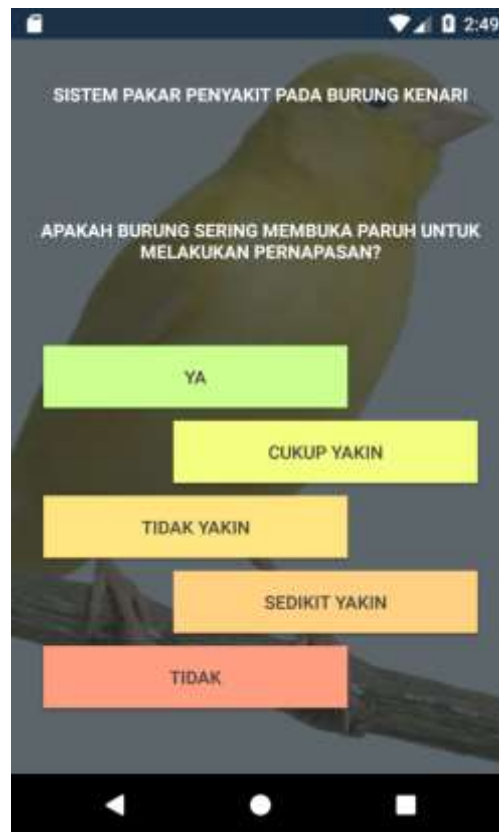 2:49
SISTEM PAKAR PENYAKIT PADA BURUNG KENARI
APAKAH BURUNG SERING MEMBUKA PARUH UNTUK
MELAKUKAN PERNAPASAN?
YA
CUKUP YAKIN
TIDAK YAKIN
SEDIKIT YAKIN
TIDAK